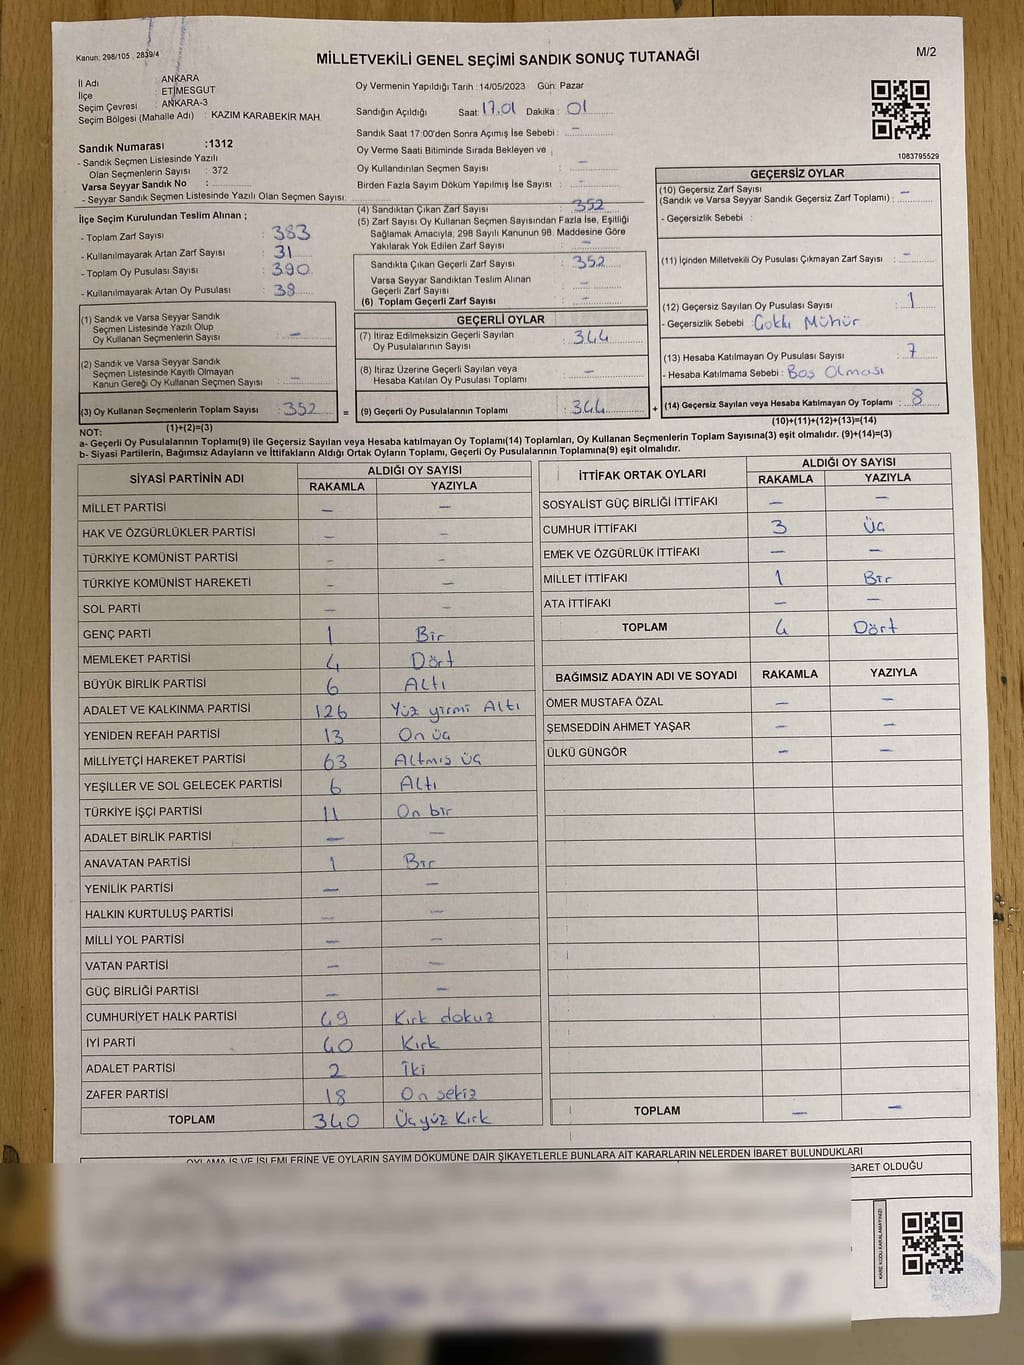 Kanun; 298/105 , 2839/4
MİLLETVEKİLİ GENEL SEÇİMİ SANDIK SONUÇ TUTANAĞI
M/2
İl Adı : ANKARA
İlçe : ETİMESGUT
Seçim Çevresi : ANKARA-3
Seçim Bölgesi (Mahalle Adı) : KAZIM KARABEKİR MAH.
Sandık Numarası :1312
- Sandık Seçmen Listesinde Yazılı
Olan Seçmenlerin Sayısı : 372
Varsa Seyyar Sandık No :
- Seyyar Sandık Seçmen Listesinde Yazılı Olan Seçmen Sayısı:
Oy Vermenin Yapıldığı Tarih :14/05/2023 Gün: Pazar
Sandığın Açıldığı Saat: 17.01 Dakika : 01
Sandık Saat 17:00'den Sonra Açımış İse Sebebi : -
Oy Verme Saati Bitiminde Sırada Bekleyen ve
Oy Kullandırılan Seçmen Sayısı : -
Birden Fazla Sayım Döküm Yapılmış İse Sayısı : -
1083795529
İlçe Seçim Kurulundan Teslim Alınan ;
- Toplam Zarf Sayısı : 383
- Kullanılmayarak Artan Zarf Sayısı : 31
- Toplam Oy Pusulası Sayısı : 390
- Kullanılmayarak Artan Oy Pusulası : 38
(1) Sandık ve Varsa Seyyar Sandık
Seçmen Listesinde Yazılı Olup
Oy Kullanan Seçmenlerin Sayısı : -
(2) Sandık ve Varsa Seyyar Sandık
Seçmen Listesinde Kayıtlı Olmayan
Kanun Gereği Oy Kullanan Seçmen Sayısı : -
(3) Oy Kullanan Seçmenlerin Toplam Sayısı : 352 =
(1)+(2)=(3)
(4) Sandıktan Çıkan Zarf Sayısı : 352
(5) Zarf Sayısı Oy Kullanan Seçmen Sayısından Fazla İse, Eşitliği
Sağlamak Amacıyla; 298 Sayılı Kanunun 98. Maddesine Göre
Yakılarak Yok Edilen Zarf Sayısı : -
Sandıkta Çıkan Geçerli Zarf Sayısı : 352
Varsa Seyyar Sandıktan Teslim Alınan
Geçerli Zarf Sayısı : -
(6) Toplam Geçerli Zarf Sayısı : -
GEÇERLİ OYLAR
(7) İtiraz Edilmeksizin Geçerli Sayılan
Oy Pusulalarının Sayısı : 344
(8) İtiraz Üzerine Geçerli Sayılan veya
Hesaba Katılan Oy Pusulası Toplamı : -
(9) Geçerli Oy Pusulalarının Toplamı : 344 +
GEÇERSİZ OYLAR
(10) Geçersiz Zarf Sayısı
(Sandık ve Varsa Seyyar Sandık Geçersiz Zarf Toplamı) : -
- Geçersizlik Sebebi :
(11) İçinden Milletvekili Oy Pusulası Çıkmayan Zarf Sayısı : -
(12) Geçersiz Sayılan Oy Pusulası Sayısı : 1
- Geçersizlik Sebebi : Çoklu Mühür
(13) Hesaba Katılmayan Oy Pusulası Sayısı : 7
- Hesaba Katılmama Sebebi : Boş Olması
(14) Geçersiz Sayılan veya Hesaba Katılmayan Oy Toplamı : 8
(10)+(11)+(12)+(13)=(14)
NOT:
a- Geçerli Oy Pusulalarının Toplamı(9) ile Geçersiz Sayılan veya Hesaba katılmayan Oy Toplamı(14) Toplamları, Oy Kullanan Seçmenlerin Toplam Sayısına(3) eşit olmalıdır. (9)+(14)=(3)
b- Siyasi Partilerin, Bağımsız Adayların ve İttifakların Aldığı Ortak Oyların Toplamı, Geçerli Oy Pusulalarının Toplamına(9) eşit olmalıdır.
SİYASİ PARTİNİN ADI ALDIĞI OY SAYISI
RAKAMLA YAZIYLA
MİLLET PARTİSİ - -
HAK VE ÖZGÜRLÜKLER PARTİSİ - -
TÜRKİYE KOMÜNİST PARTİSİ - -
TÜRKİYE KOMÜNİST HAREKETİ - -
SOL PARTİ - -
GENÇ PARTİ 1 Bir
MEMLEKET PARTİSİ 4 Dört
BÜYÜK BİRLİK PARTİSİ 6 Altı
ADALET VE KALKINMA PARTİSİ 126 Yüz yirmi Altı
YENİDEN REFAH PARTİSİ 13 On üç
MİLLİYETÇİ HAREKET PARTİSİ 63 Altmış üç
YEŞİLLER VE SOL GELECEK PARTİSİ 6 Altı
TÜRKİYE İŞÇİ PARTİSİ 11 On bir
ADALET BİRLİK PARTİSİ - -
ANAVATAN PARTİSİ 1 Bir
YENİLİK PARTİSİ - -
HALKIN KURTULUŞ PARTİSİ - -
MİLLİ YOL PARTİSİ - -
VATAN PARTİSİ - -
GÜÇ BİRLİĞİ PARTİSİ - -
CUMHURİYET HALK PARTİSİ 49 Kırk dokuz
İYİ PARTİ 40 Kırk
ADALET PARTİSİ 2 İki
ZAFER PARTİSİ 18 On sekiz
TOPLAM 340 Üçyüz Kırk
İTTİFAK ORTAK OYLARI ALDIĞI OY SAYISI
RAKAMLA YAZIYLA
SOSYALİST GÜÇ BİRLİĞİ İTTİFAKI - -
CUMHUR İTTİFAKI 3 Üç
EMEK VE ÖZGÜRLÜK İTTİFAKI - -
MİLLET İTTİFAKI 1 Bir
ATA İTTİFAKI - -
TOPLAM 4 Dört
BAĞIMSIZ ADAYIN ADI VE SOYADI RAKAMLA YAZIYLA
ÖMER MUSTAFA ÖZAL - -
ŞEMSEDDİN AHMET YAŞAR - -
ÜLKÜ GÜNGÖR - -
TOPLAM - -
OYLAMA İŞ VE İŞLEMLERİNE VE OYLARIN SAYIM DÖKÜMÜNE DAİR ŞİKAYETLERLE BUNLARA AİT KARARLARIN NELERDEN İBARET BULUNDUKLARI
BARET OLDUĞU
KARE KODU KARALAMAYINIZ!